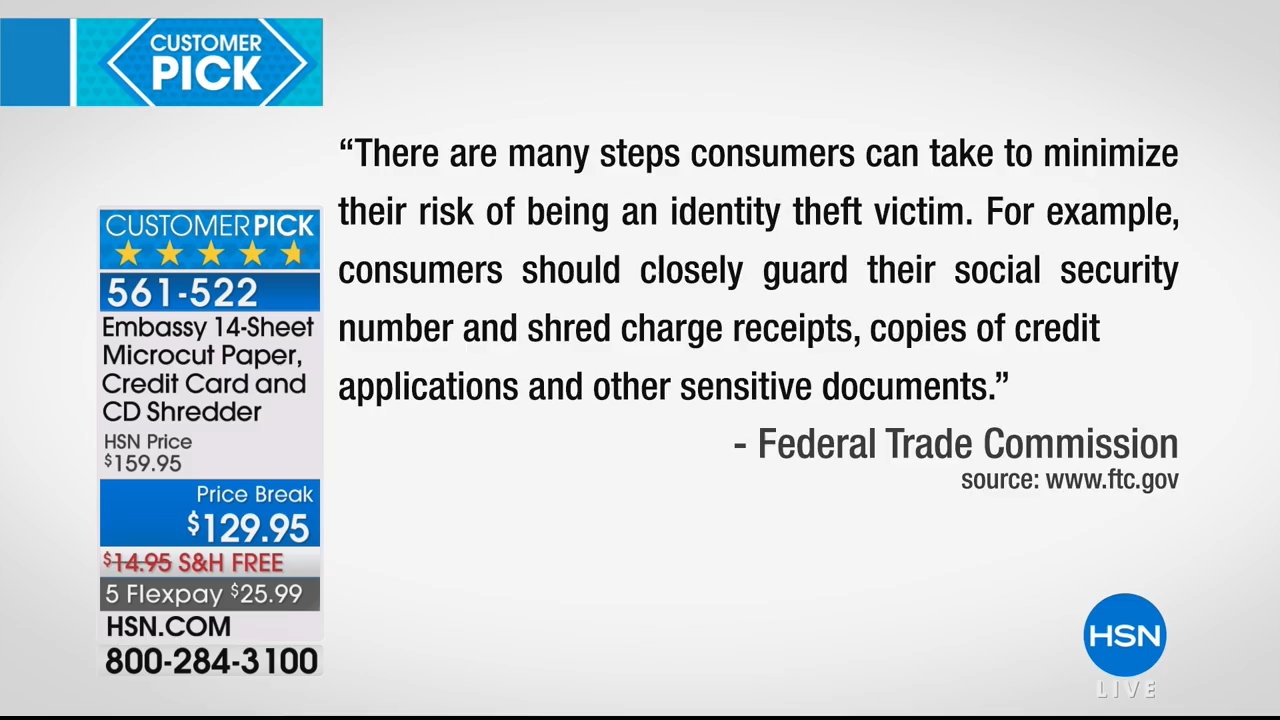 CUSTOMER
PICK
“There are many steps consumers can take to minimize
their risk of being an identity theft victim. For example,
consumers should closely guard their social security
number and shred charge receipts, copies of credit
applications and other sensitive documents.”
- Federal Trade Commission
source: www.ftc.gov
CUSTOMER PICK
561-522
Embassy 14-Sheet
Microcut Paper,
Credit Card and
CD Shredder
HSN Price
$159.95
Price Break
$129.95
$14.95 S&H FREE
5 Flexpay $25.99
HSN.COM
800-284-3100
HSN
LIVE